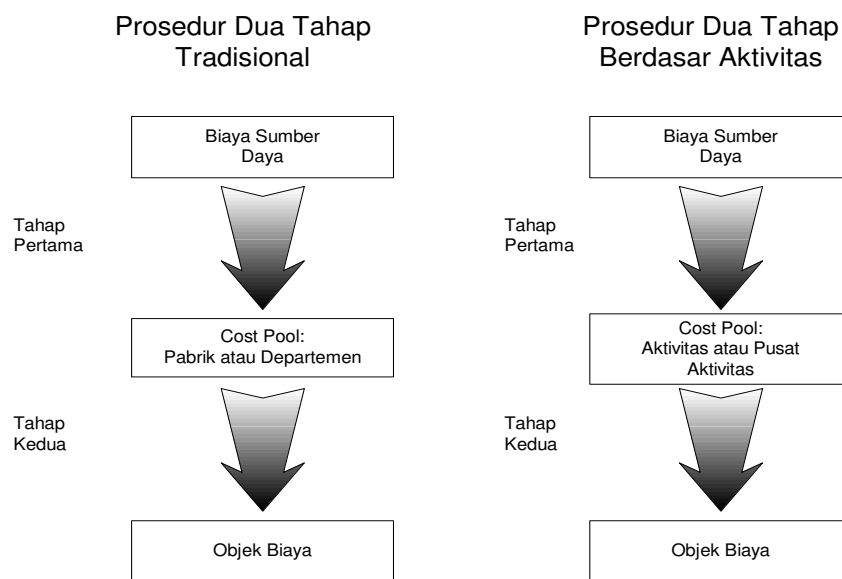 Prosedur Dua Tahap
Tradisional
Biaya Sumber
Daya
Tahap
Pertama
Cost Pool:
Pabrik atau Departemen
Tahap
Kedua
Objek Biaya
Prosedur Dua Tahap
Berdasar Aktivitas
Biaya Sumber
Daya
Tahap
Pertama
Cost Pool:
Aktivitas atau Pusat
Aktivitas
Tahap
Kedua
Objek Biaya